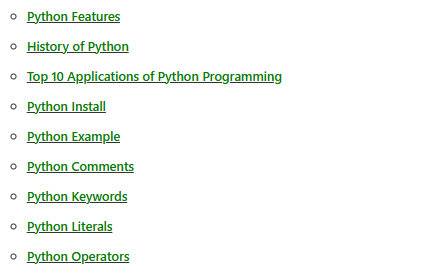 Python Features
History of Python
Top 10 Applications of Python Programming
Python Install
Python Example
Python Comments
Python Keywords
Python Literals
Python Operators